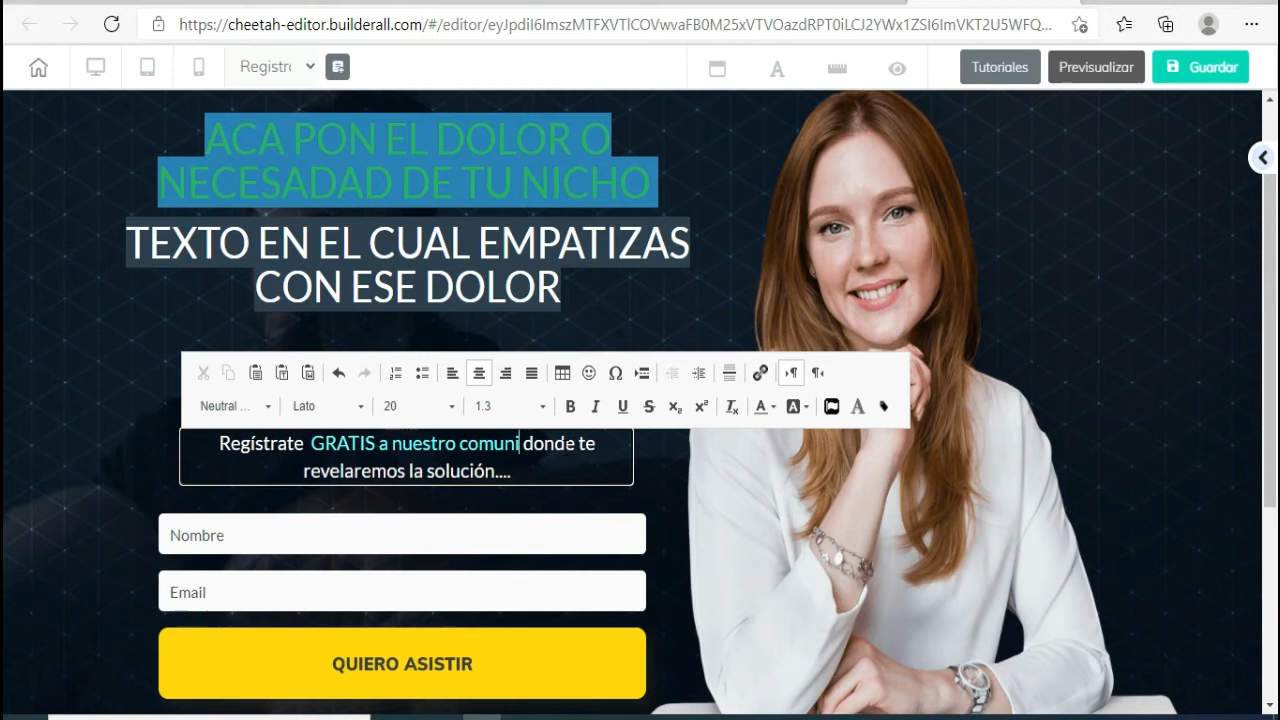 https://cheetah-editor.builderall.com/#/editor/eyJpdiI6ImszMTFXVTlCOVwvaFB0M25xVTVOazdRPT0iLCJ2YWx1ZSI6ImVKT2U5WFQ...
Registr
Tutoriales
Previsualizar
Guardar
ACA PON EL DOLOR O
NECESADAD DE TU NICHO
TEXTO EN EL CUAL EMPATIZAS
CON ESE DOLOR
Neutral ...
Lato
20
1.3
Regístrate GRATIS a nuestro comuni donde te
revelaremos la solución....
Nombre
Email
QUIERO ASISTIR